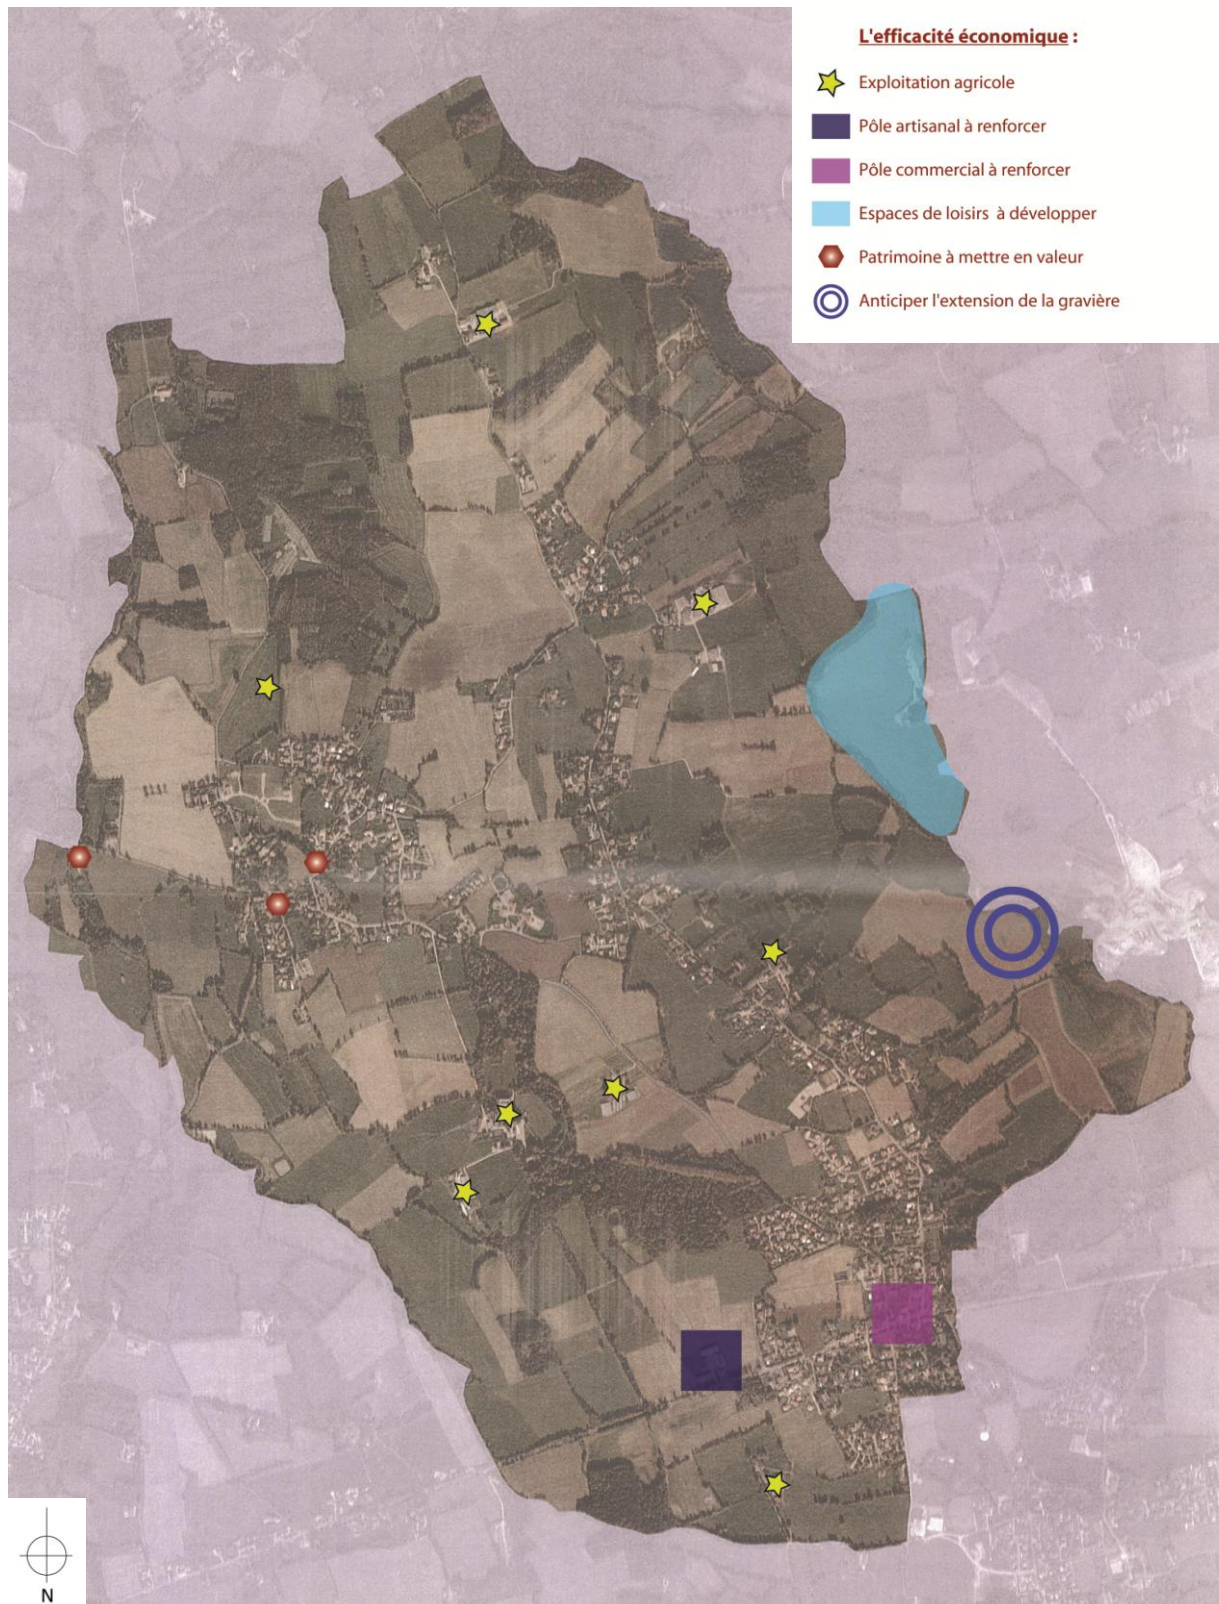 L'efficacité économique :
Exploitation agricole
Pôle artisanal à renforcer
Pôle commercial à renforcer
Espaces de loisirs à développer
Patrimoine à mettre en valeur
Anticiper l'extension de la gravière
N